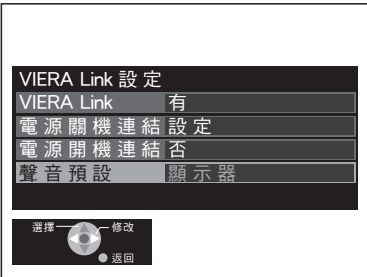 VIERA Link 設定
VIERA Link 有
電源關機連結 設定
電源開機連結 否
聲音預設 顯示器
選擇 修改
返回